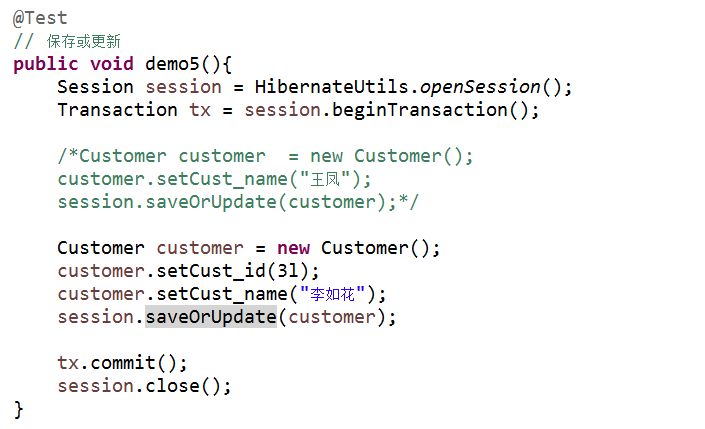 @Test
// 保存或更新
public void demo5(){
    Session session = HibernateUtils.openSession();
    Transaction tx = session.beginTransaction();

    /*Customer customer  = new Customer();
    customer.setCust_name("王凤");
    session.saveOrUpdate(customer);*/

    Customer customer = new Customer();
    customer.setCust_id(3l);
    customer.setCust_name("李如花");
    session.saveOrUpdate(customer);

    tx.commit();
    session.close();
}